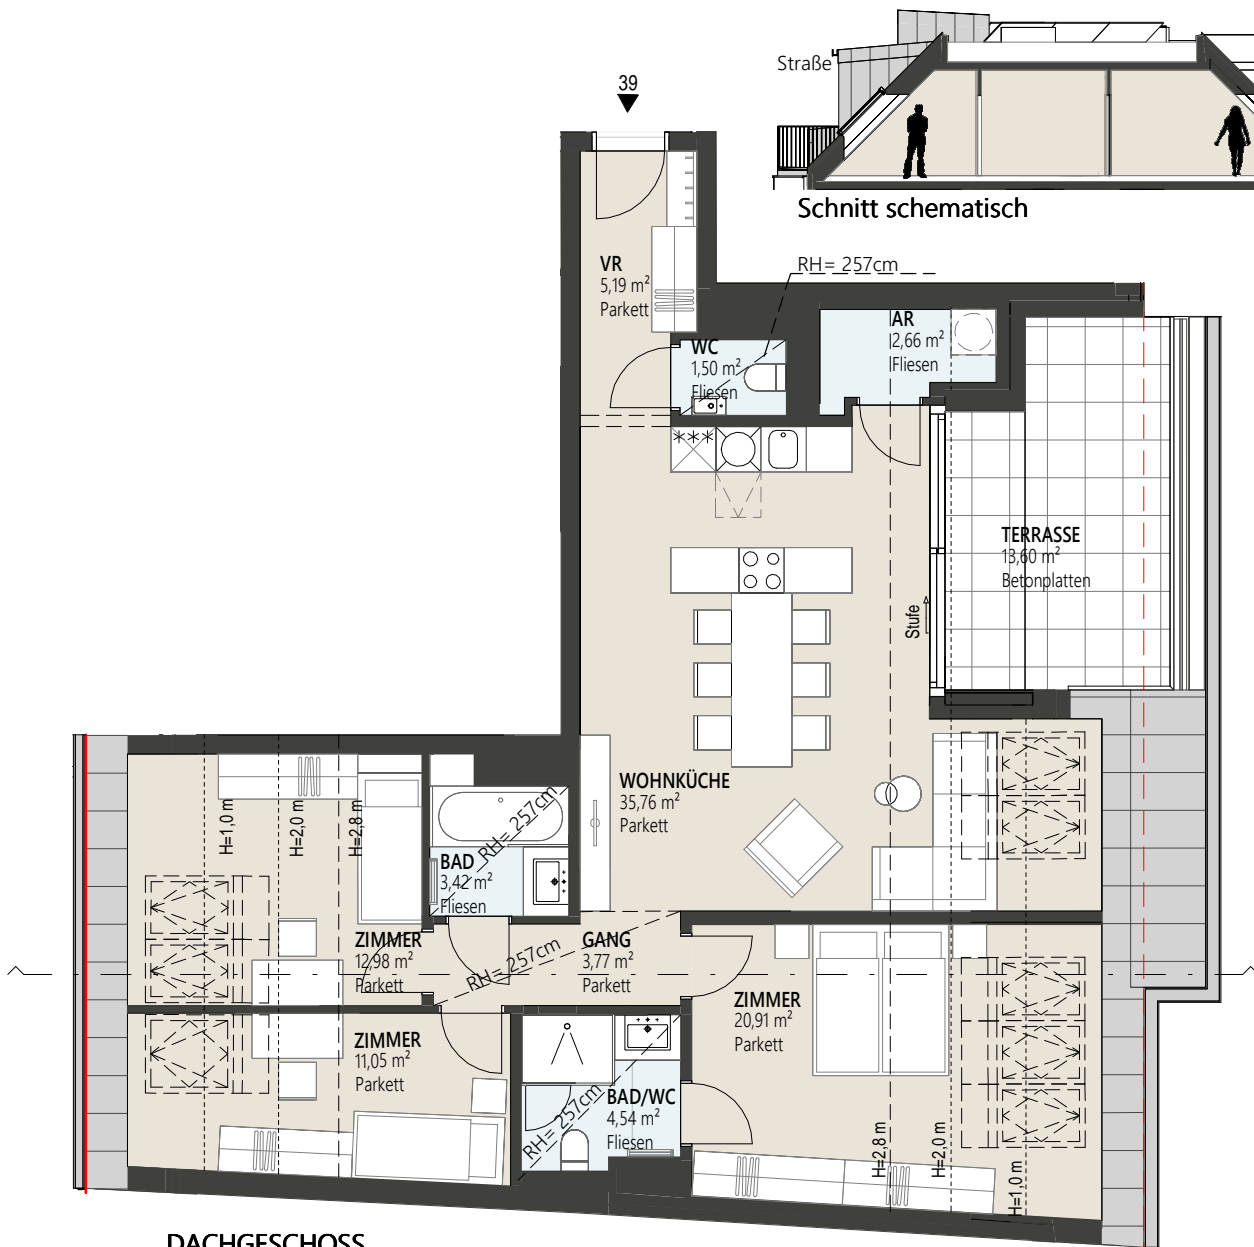 39
Straße
Schnitt schematisch
RH= 257cm
VR
5,19 m²
Parkett
WC
1,50 m²
Fliesen
AR
2,66 m²
Fliesen
TERRASSE
13,60 m²
Betonplatten
Stufe
WOHNKÜCHE
35,76 m²
Parkett
H=1,0 m
H=2,0 m
H=2,8 m
RH= 257cm
BAD
3,42 m²
Fliesen
ZIMMER
12,98 m²
Parkett
RH= 257cm
GANG
3,77 m²
Parkett
ZIMMER
20,91 m²
Parkett
ZIMMER
11,05 m²
Parkett
RH= 257cm
BAD/WC
4,54 m²
Fliesen
H=2,8 m
H=2,0 m
H=1,0 m
DACHGESCHOSS